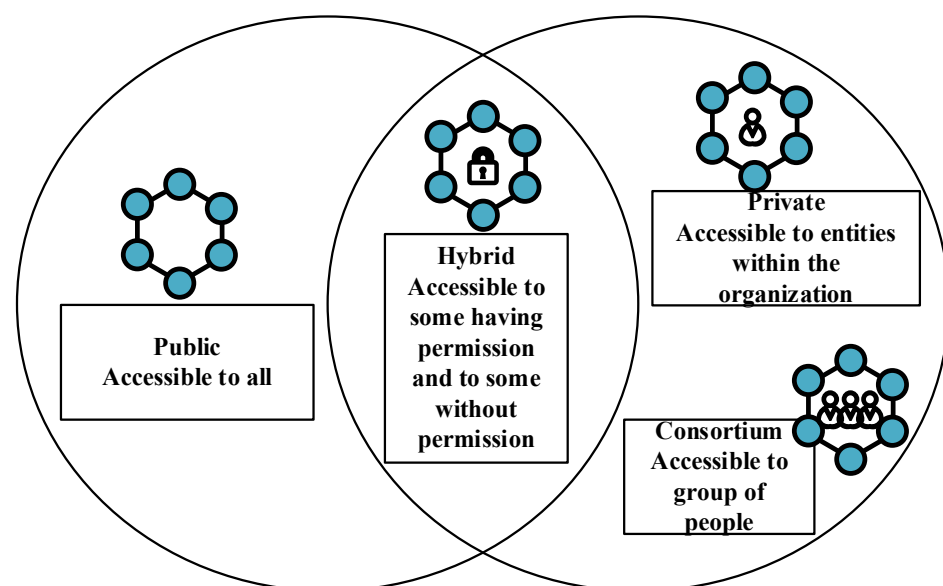 Public
Accessible to all
Hybrid
Accessible to
some having
permission
and to some
without
permission
Private
Accessible to entities
within the
organization
Consortium
Accessible to
group of
people